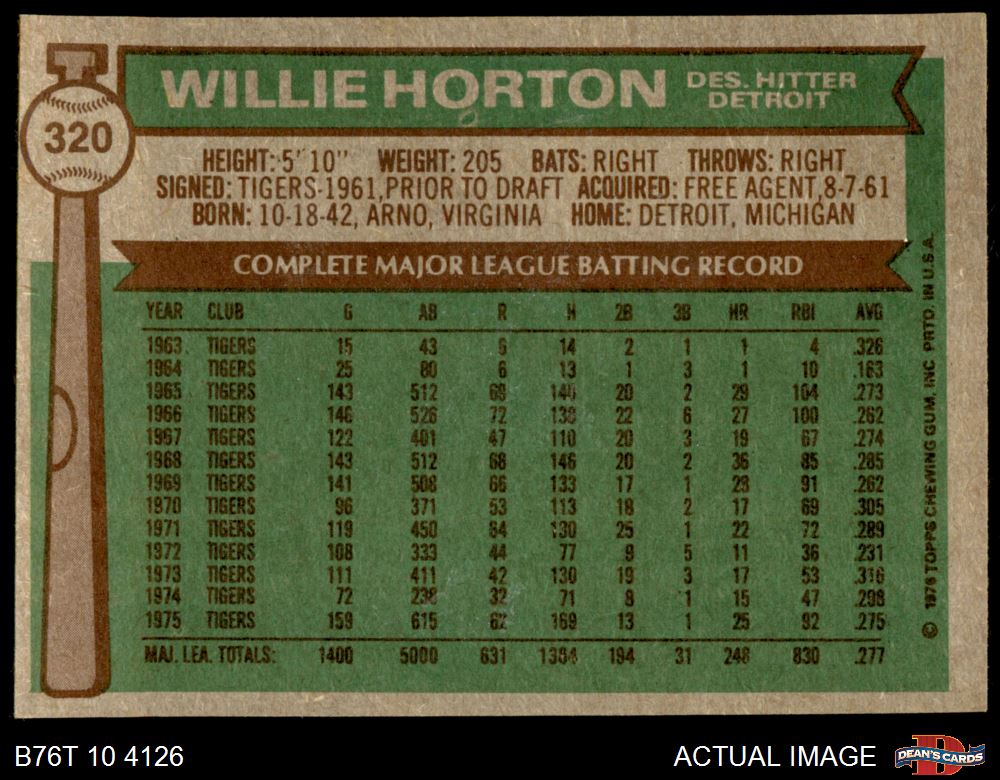 WILLIE HORTON DES. HITTER
DETROIT
320
HEIGHT: 5' 10" WEIGHT: 205 BATS: RIGHT THROWS: RIGHT
SIGNED: TIGERS-1961, PRIOR TO DRAFT ACQUIRED: FREE AGENT, 8-7-61
BORN: 10-18-42, ARNO, VIRGINIA HOME: DETROIT, MICHIGAN
COMPLETE MAJOR LEAGUE BATTING RECORD
YEAR CLUB G AB R H 2B 3B HR RBI AVG
1963 TIGERS 15 43 6 14 2 1 1 4 .326
1964 TIGERS 25 80 6 13 1 3 1 10 .163
1965 TIGERS 143 512 69 140 20 2 29 104 .273
1966 TIGERS 146 526 72 138 22 6 27 100 .262
1967 TIGERS 122 401 47 110 20 3 19 67 .274
1968 TIGERS 143 512 68 146 20 2 36 85 .285
1969 TIGERS 141 508 66 133 17 1 28 91 .262
1970 TIGERS 96 371 53 113 18 2 17 69 .305
1971 TIGERS 119 450 64 130 25 1 22 72 .289
1972 TIGERS 108 333 44 77 9 5 11 36 .231
1973 TIGERS 111 411 42 130 19 3 17 53 .316
1974 TIGERS 72 238 32 71 8 1 15 47 .298
1975 TIGERS 159 615 62 169 13 1 25 92 .275
MAJ. LEA. TOTALS: 1400 5000 631 1384 194 31 248 830 .277
© 1976 TOPPS CHEWING GUM, INC PRTD. IN U.S.A.
B76T 10 4126
ACTUAL IMAGE
D
DEAN'S CARDS